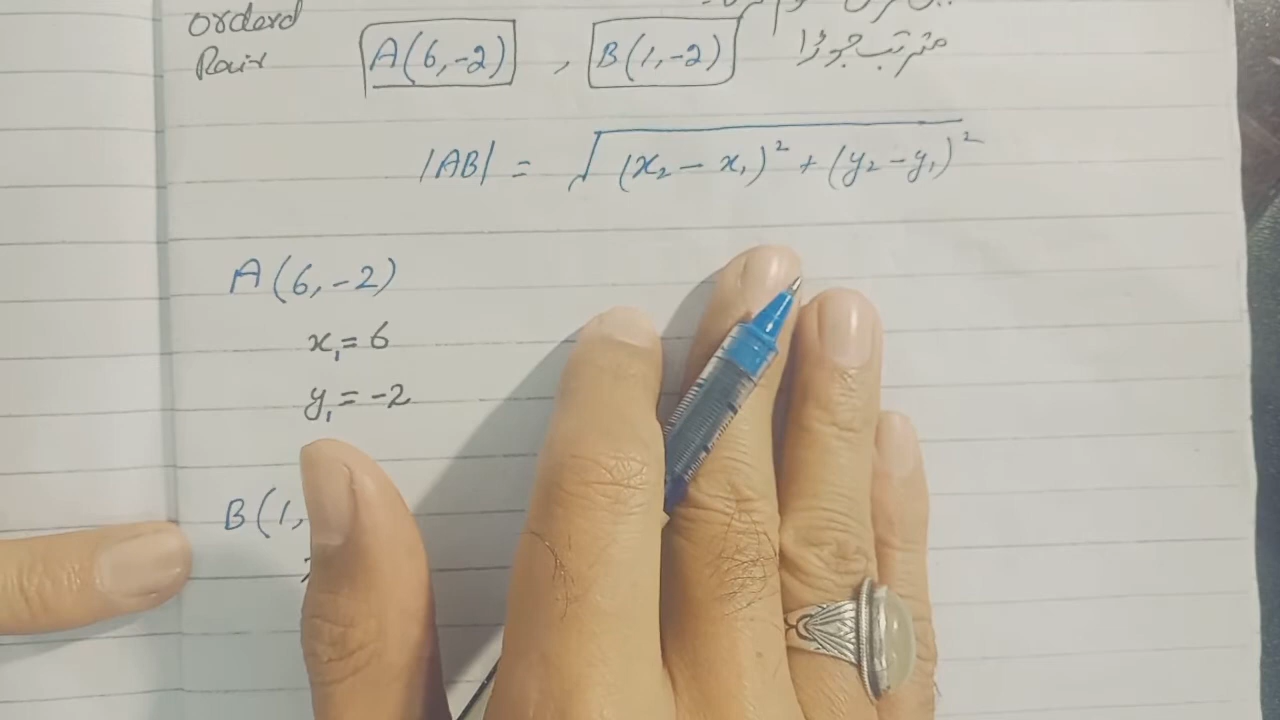 Orderd
Pair A(6,-2) , B(1,-2) مترتب جوڑا
|AB| = √(x₂ - x₁)² + (y₂ - y₁)²
A(6,-2)
x₁ = 6
y₁ = -2
B(1,